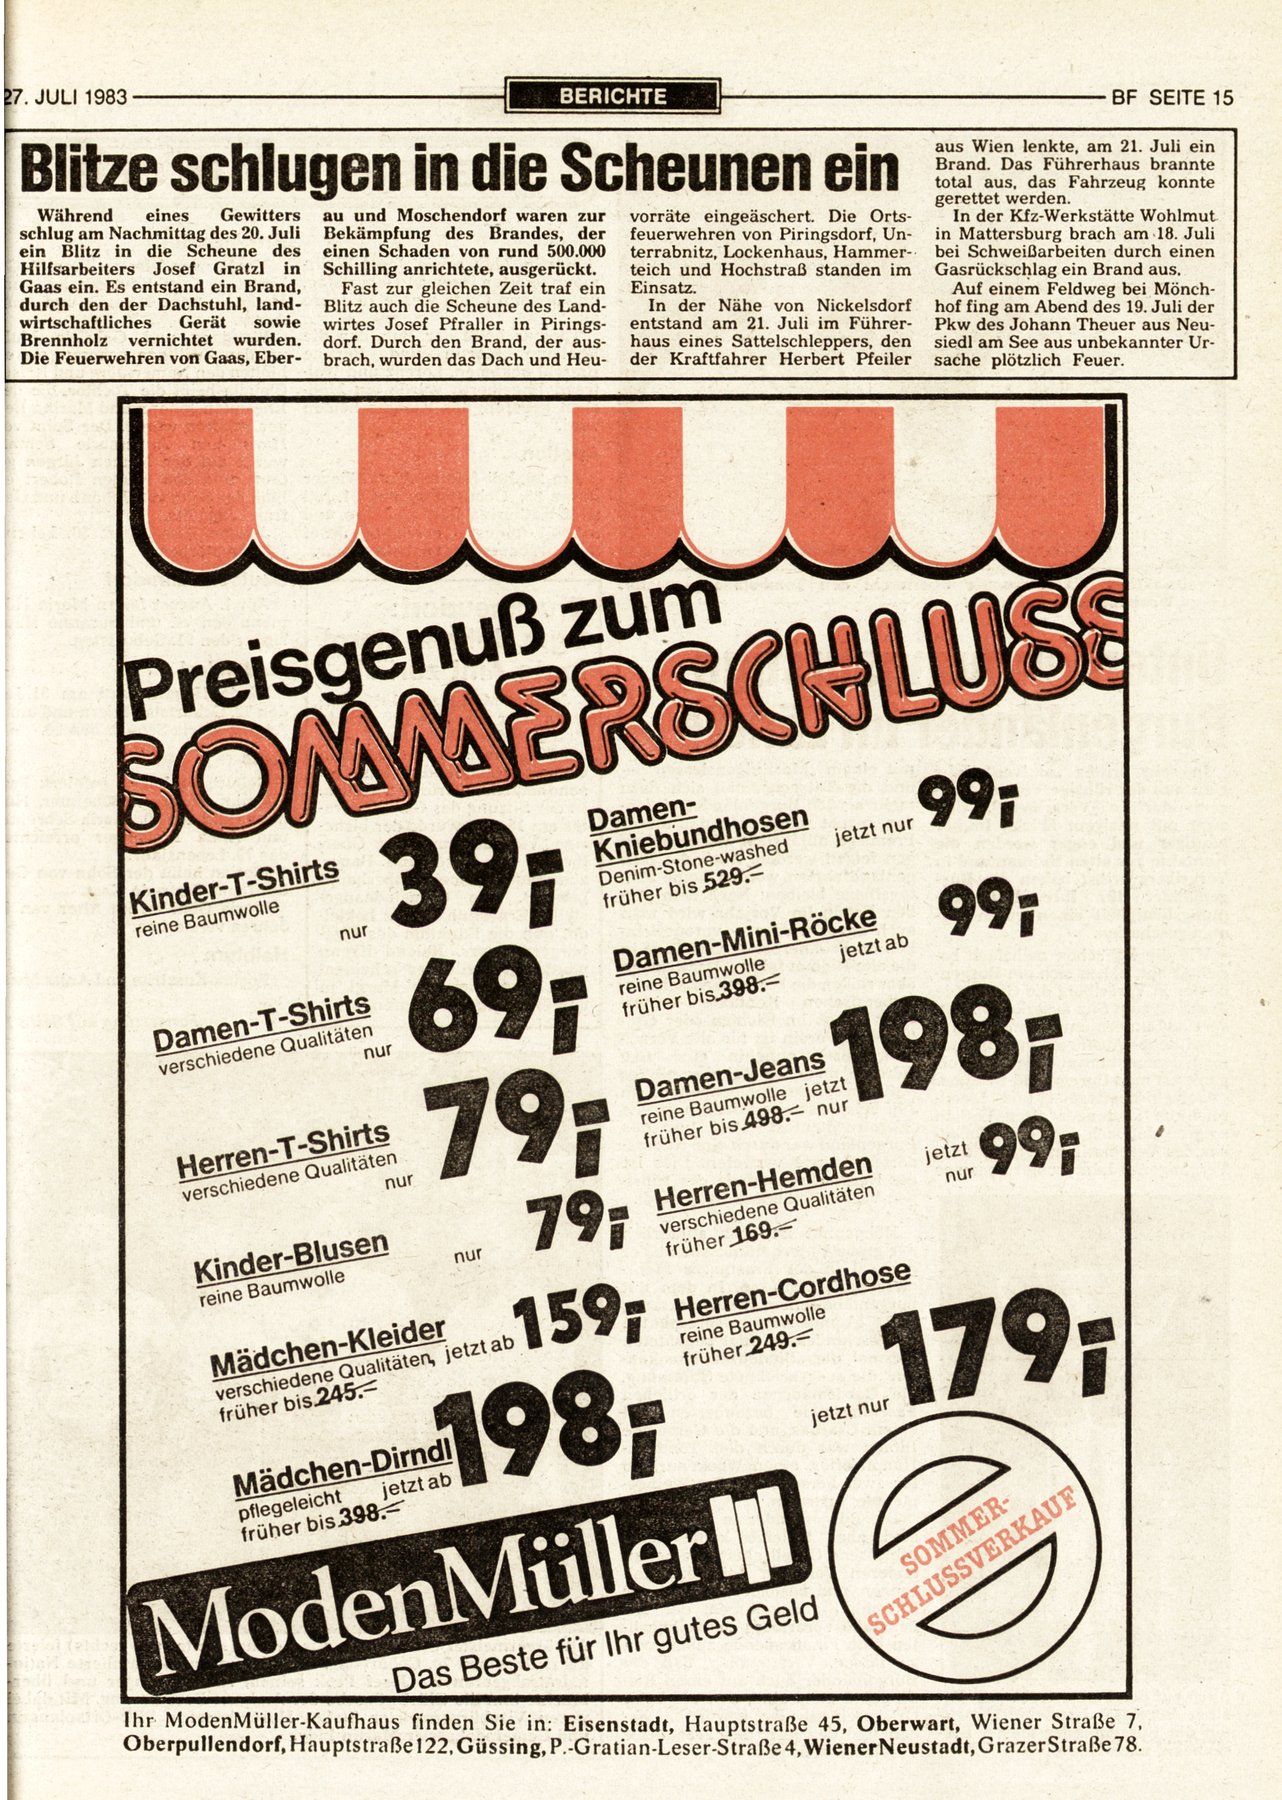 27. JULI 1983
BERICHTE
BF SEITE 15
Blitze schlugen in die Scheunen ein
Während eines Gewitters
schlug am Nachmittag des 20. Juli
ein Blitz in die Scheune des
Hilfsarbeiters Josef Gratzl in
Gaas ein. Es entstand ein Brand,
durch den der Dachstuhl, land-
wirtschaftliches Gerät sowie
Brennholz vernichtet wurden.
Die Feuerwehren von Gaas, Eber-
au und Moschendorf waren zur
Bekämpfung des Brandes, der
einen Schaden von rund 500.000
Schilling anrichtete, ausgerückt.
Fast zur gleichen Zeit traf ein
Blitz auch die Scheune des Land-
wirtes Josef Pfraller in Pirings-
dorf. Durch den Brand, der aus-
brach, wurden das Dach und Heu-
vorräte eingeäschert. Die Orts-
feuerwehren von Piringsdorf, Un-
terrabnitz, Lockenhaus, Hammer-
teich und Hochstraß standen im
Einsatz.
In der Nähe von Nickelsdorf
entstand am 21. Juli im Führer-
haus eines Sattelschleppers, den
der Kraftfahrer Herbert Pfeiler
aus Wien lenkte, am 21. Juli ein
Brand. Das Führerhaus brannte
total aus, das Fahrzeug konnte
gerettet werden.
In der Kfz-Werkstätte Wohlmut
in Mattersburg brach am 18. Juli
bei Schweißarbeiten durch einen
Gasrückschlag ein Brand aus.
Auf einem Feldweg bei Mönch-
hof fing am Abend des 19. Juli der
Pkw des Johann Theuer aus Neu-
siedl am See aus unbekannter Ur-
sache plötzlich Feuer.
Preisgenuß zum
SOMMERSCHLUSS
Kinder-T-Shirts
reine Baumwolle
nur 39,-
Damen-T-Shirts
verschiedene Qualitäten
nur 69,-
Herren-T-Shirts
verschiedene Qualitäten
nur 79,-
Kinder-Blusen
reine Baumwolle
nur 79,-
Mädchen-Kleider
verschiedene Qualitäten, jetzt ab 159,-
früher bis 245.–
Mädchen-Dirndl
pflegeleicht jetzt ab 198,-
früher bis 398.–
Damen-
Kniebundhosen
Denim-Stone-washed
früher bis 529.–
jetzt nur 99,-
Damen-Mini-Röcke
reine Baumwolle jetzt ab 99,-
früher bis 398.–
Damen-Jeans
reine Baumwolle jetzt
früher bis 498.– nur 198,-
Herren-Hemden
verschiedene Qualitäten
früher 169.–
jetzt
nur 99,-
Herren-Cordhose
reine Baumwolle
früher 249.–
jetzt nur 179,-
ModenMüller
Das Beste für Ihr gutes Geld
SOMMER-
SCHLUSSVERKAUF
Ihr ModenMüller-Kaufhaus finden Sie in: Eisenstadt, Hauptstraße 45, Oberwart, Wiener Straße 7,
Oberpullendorf, Hauptstraße 122, Güssing, P.-Gratian-Leser-Straße 4, Wiener Neustadt, Grazer Straße 78.